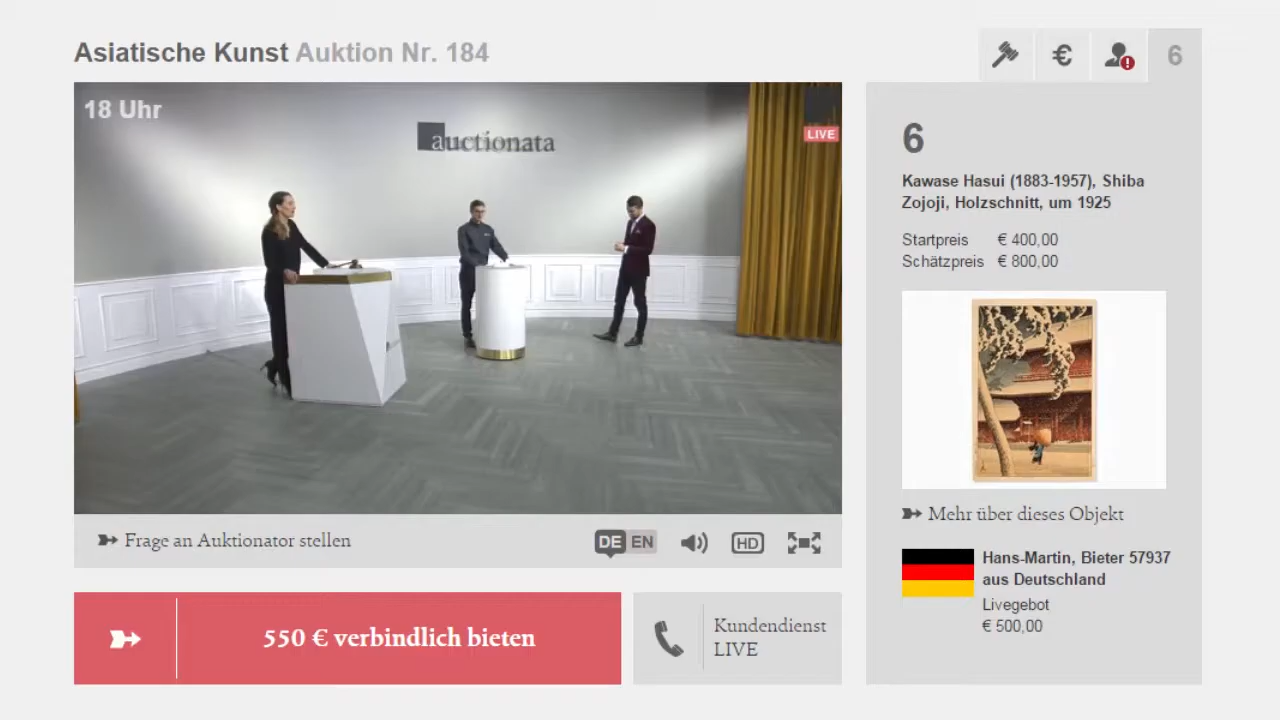 Asiatische Kunst Auktion Nr. 184
€
6
18 Uhr
auctionata
LIVE
6
Kawase Hasui (1883-1957), Shiba
Zojoji, Holzschnitt, um 1925
Startpreis € 400,00
Schätzpreis € 800,00
Mehr über dieses Objekt
Hans-Martin, Bieter 57937
aus Deutschland
Livegebot
€ 500,00
Frage an Auktionator stellen
DE EN
HD
550 € verbindlich bieten
Kundendienst
LIVE